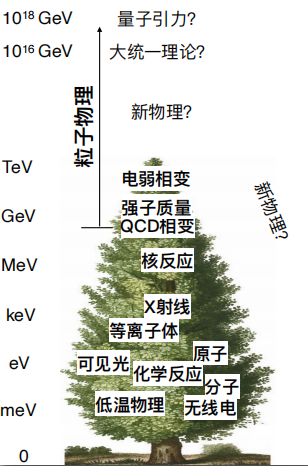 10¹⁸ GeV 量子引力?
10¹⁶ GeV 大统一理论?
粒子物理
新物理?
TeV
电弱相变
新物理?
强子质量
GeV
QCD相变
核反应
MeV
X射线
keV
等离子体
原子
可见光
eV
化学反应
分子
低温物理
meV
无线电
0